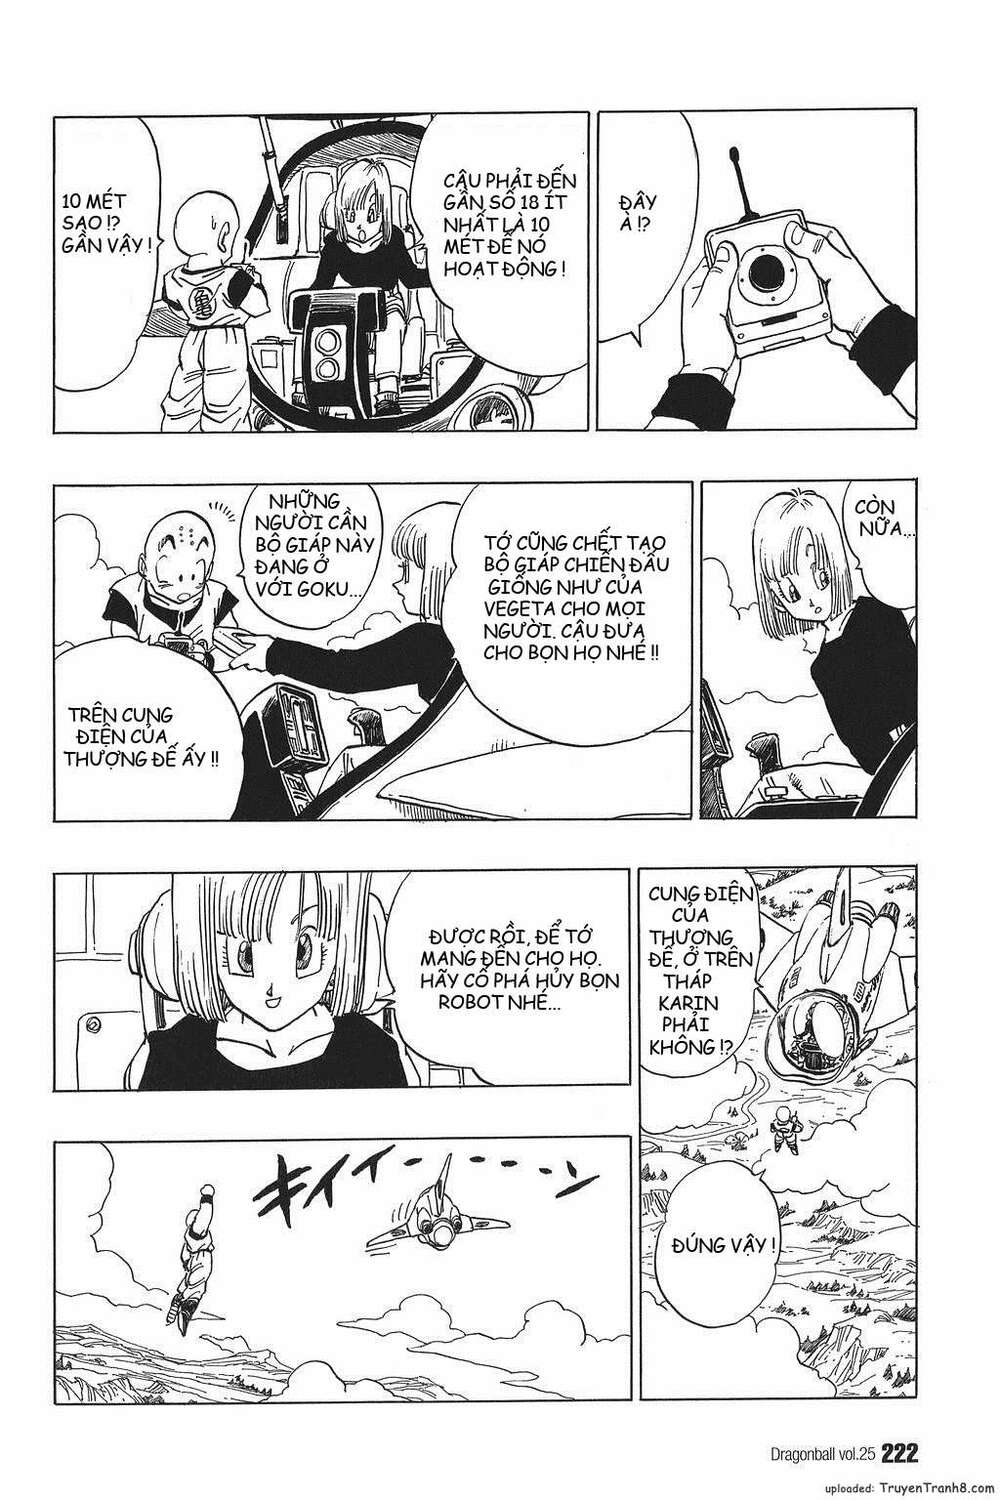 ĐÂY
À !?
CẬU PHẢI ĐẾN
GẦN SỐ 18 ÍT
NHẤT LÀ 10
MÉT ĐỂ NÓ
HOẠT ĐỘNG !
10 MÉT
SAO !?
GẦN VẬY !
CÒN
NỮA...
TỚ CŨNG CHẾT TẠO
BỘ GIÁP CHIẾN ĐẤU
GIỐNG NHƯ CỦA
VEGETA CHO MỌI
NGƯỜI. CẬU ĐƯA
CHO BỌN HỌ NHÉ !!
NHỮNG
NGƯỜI CẦN
BỘ GIÁP NÀY
ĐANG Ở
VỚI GOKU...
TRÊN CUNG
ĐIỆN CỦA
THƯỢNG ĐẾ ẤY !!
CUNG ĐIỆN
CỦA
THƯỢNG
ĐẾ, Ở TRÊN
THÁP
KARIN
PHẢI
KHÔNG !?
ĐÚNG VẬY !
ĐƯỢC RỒI, ĐỂ TỚ
MANG ĐẾN CHO HỌ.
HÃY CỐ PHÁ HỦY BỌN
ROBOT NHÉ...
キイイーーーーーン
Dragonball vol.25 222
uploaded: TruyenTranh8.com